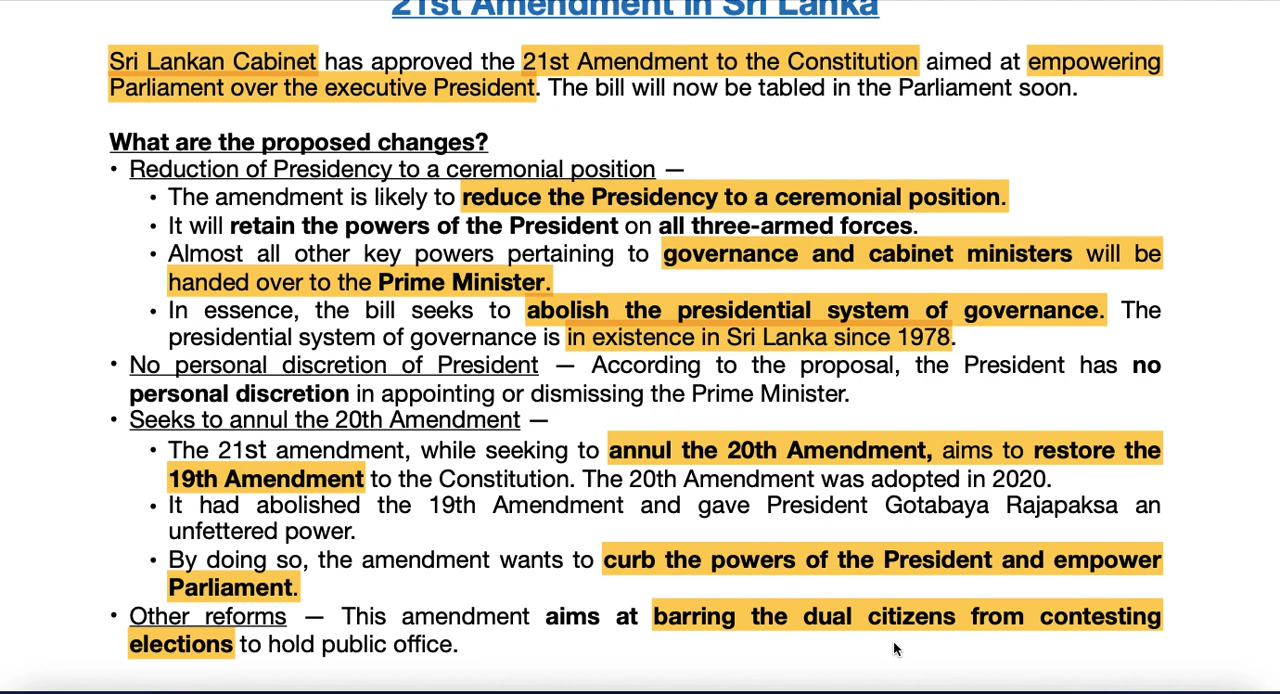 21st Amendment in Sri Lanka
Sri Lankan Cabinet has approved the 21st Amendment to the Constitution aimed at empowering
Parliament over the executive President. The bill will now be tabled in the Parliament soon.
What are the proposed changes?
• Reduction of Presidency to a ceremonial position —
• The amendment is likely to reduce the Presidency to a ceremonial position.
• It will retain the powers of the President on all three-armed forces.
• Almost all other key powers pertaining to governance and cabinet ministers will be
handed over to the Prime Minister.
• In essence, the bill seeks to abolish the presidential system of governance. The
presidential system of governance is in existence in Sri Lanka since 1978.
• No personal discretion of President — According to the proposal, the President has no
personal discretion in appointing or dismissing the Prime Minister.
• Seeks to annul the 20th Amendment —
• The 21st amendment, while seeking to annul the 20th Amendment, aims to restore the
19th Amendment to the Constitution. The 20th Amendment was adopted in 2020.
• It had abolished the 19th Amendment and gave President Gotabaya Rajapaksa an
unfettered power.
• By doing so, the amendment wants to curb the powers of the President and empower
Parliament.
• Other reforms — This amendment aims at barring the dual citizens from contesting
elections to hold public office.